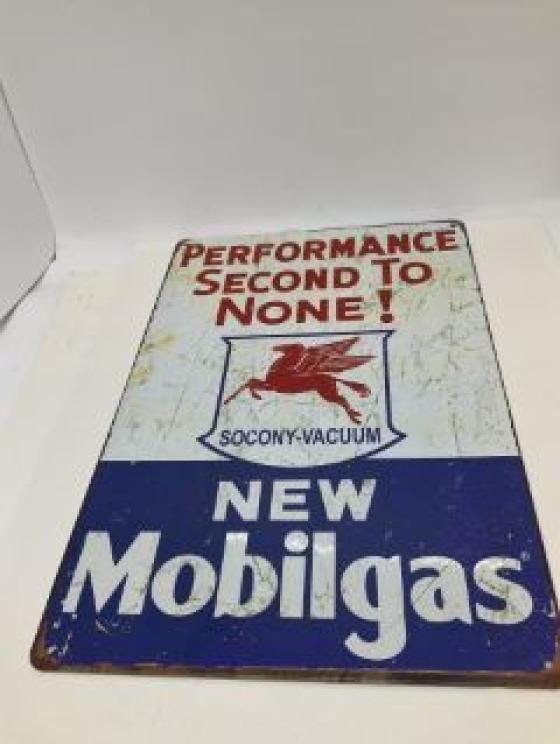 PERFORMANCE
SECOND TO
NONE!
SOCONY-VACUUM
NEW
Mobilgas